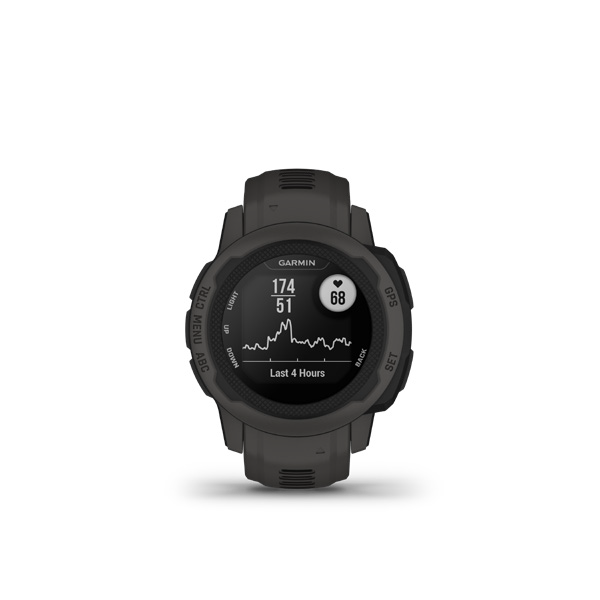 GARMIN
174
51
68
LIGHT
CTRL
UP
MENU
DOWN
ABC
GPS
BACK
SET
Last 4 Hours